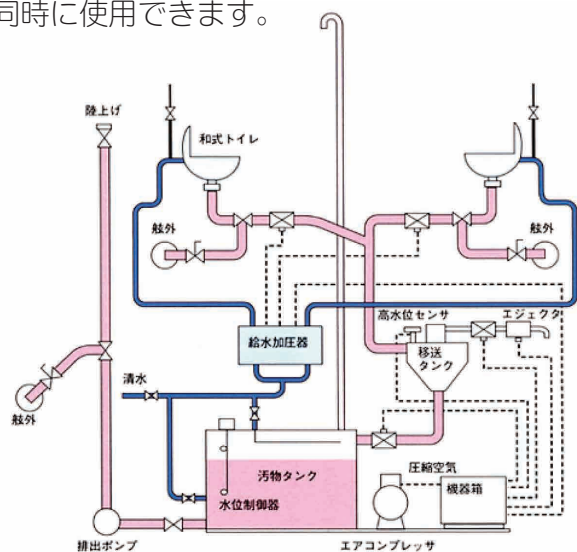 同時に使用できます。
陸上げ
和式トイレ
舷外
舷外
高水位センサ
エジェクタ
給水加圧器
移送
タンク
清水
舷外
汚物タンク
圧縮空気
機器箱
水位制御器
排出ポンプ
エアコンプレッサ